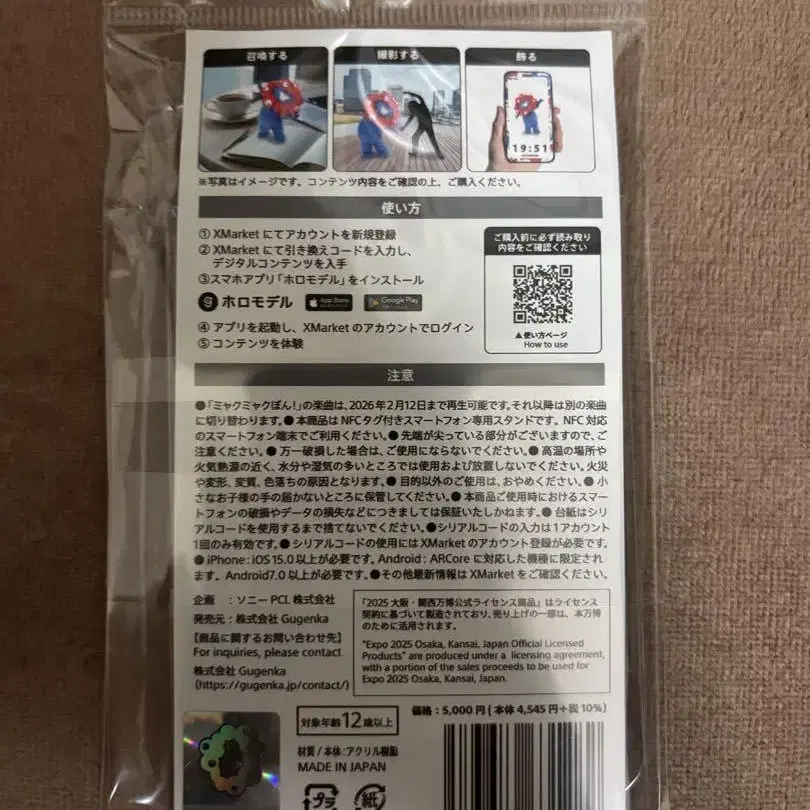 召喚する
撮影する
飾る
19:51
※写真はイメージです。コンテンツ内容をご確認の上、ご購入ください。
使い方
① XMarket にてアカウントを新規登録
② XMarket にて引き換えコードを入力し、
デジタルコンテンツを入手
③スマホアプリ「ホロモデル」をインストール
ホロモデル
App Store
Google Play
④ アプリを起動し、XMarket のアカウントでログイン
⑤ コンテンツを体験
ご購入前に必ず読み取り
内容をご確認ください
▲使い方ページ
How to use
注意
●「ミャクミャクぽん!」の楽曲は、2026年2月12日まで再生可能です。それ以降は別の楽曲
に切り替わります。● 本商品は NFCタグ付きスマートフォン専用スタンドです。 NFC 対応
のスマートフォン端末でご利用ください。● 先端が尖っている部分がございますので、ご
注意ください。● 万一破損した場合は、ご使用にならないでください。● 高温の場所や
火気熱源の近く、水分や湿気の多いところでは使用および放置しないでください。火災
や変形、変質、色落ちの原因となります。● 目的以外のご使用は、おやめください。● 小
さなお子様の手の届かないところに保管してください。● 本商品ご使用時におけるスマー
トフォンの破損やデータの損失などにつきましては保証いたしかねます。● 台紙はシリ
アルコードを使用するまで捨てないでください。●シリアルコードの入力は1アカウント
1回のみ有効です。● シリアルコードの使用には XMarket のアカウント登録が必要です。
● iPhone : iOS 15.0 以上が必要です。Android : ARCore に対応した機種に限定され
ます。Android7.0 以上が必要です。●その他最新情報は XMarket をご確認ください。
企画 : ソニー PCL 株式会社
発売元 : 株式会社 Gugenka
【商品に関するお問い合わせ先】
For inquiries, please contact
株式会社 Gugenka
(https://gugenka.jp/contact/)
「2025 大阪・関西万博公式ライセンス商品」はライセンス
契約に基づいて製造されており、売り上げの一部は、本万博
のために活用されます。
"Expo 2025 Osaka, Kansai, Japan Official Licensed
Products" are produced under a licensing agreement,
with a portion of the sales proceeds to be used for
Expo 2025 Osaka, Kansai, Japan.
対象年齢12歳以上
価格 : 5,000 円 ( 本体 4,545 円+税 10%)
材質 / 本体 : アクリル樹脂
MADE IN JAPAN
プラ
紙